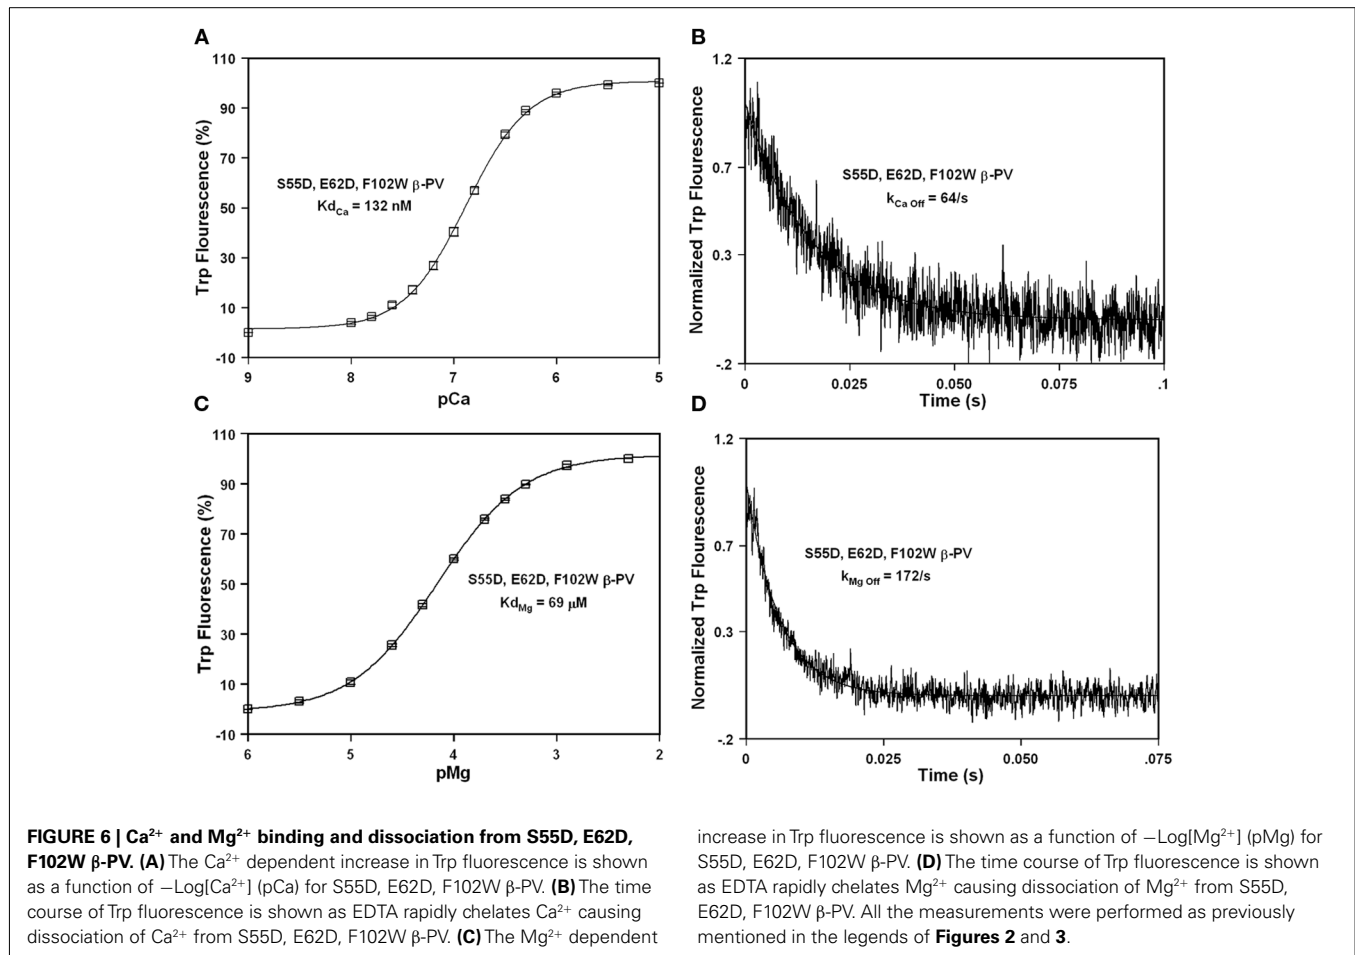 A
110
90
70
50
30
10
-10
Trp Flourescence (%)
S55D, E62D, F102W β-PV
Kd_Ca = 132 nM
9 8 7 6 5
pCa
B
1.2
0.7
0.3
-.2
Normalized Trp Flourescence
S55D, E62D, F102W β-PV
k_Ca Off = 64/s
0 0.025 0.050 0.075 .1
Time (s)
C
110
90
70
50
30
10
-10
Trp Fluorescence (%)
S55D, E62D, F102W β-PV
Kd_Mg = 69 μM
6 5 4 3 2
pMg
D
1.2
0.7
0.3
-.2
Normalized Trp Flourescence
S55D, E62D, F102W β-PV
k_Mg Off = 172/s
0 0.025 0.050 .075
Time (s)
FIGURE 6 | Ca²⁺ and Mg²⁺ binding and dissociation from S55D, E62D,
F102W β-PV. (A) The Ca²⁺ dependent increase in Trp fluorescence is shown
as a function of −Log[Ca²⁺] (pCa) for S55D, E62D, F102W β-PV. (B) The time
course of Trp fluorescence is shown as EDTA rapidly chelates Ca²⁺ causing
dissociation of Ca²⁺ from S55D, E62D, F102W β-PV. (C) The Mg²⁺ dependent
increase in Trp fluorescence is shown as a function of −Log[Mg²⁺] (pMg) for
S55D, E62D, F102W β-PV. (D) The time course of Trp fluorescence is shown
as EDTA rapidly chelates Mg²⁺ causing dissociation of Mg²⁺ from S55D,
E62D, F102W β-PV. All the measurements were performed as previously
mentioned in the legends of Figures 2 and 3.